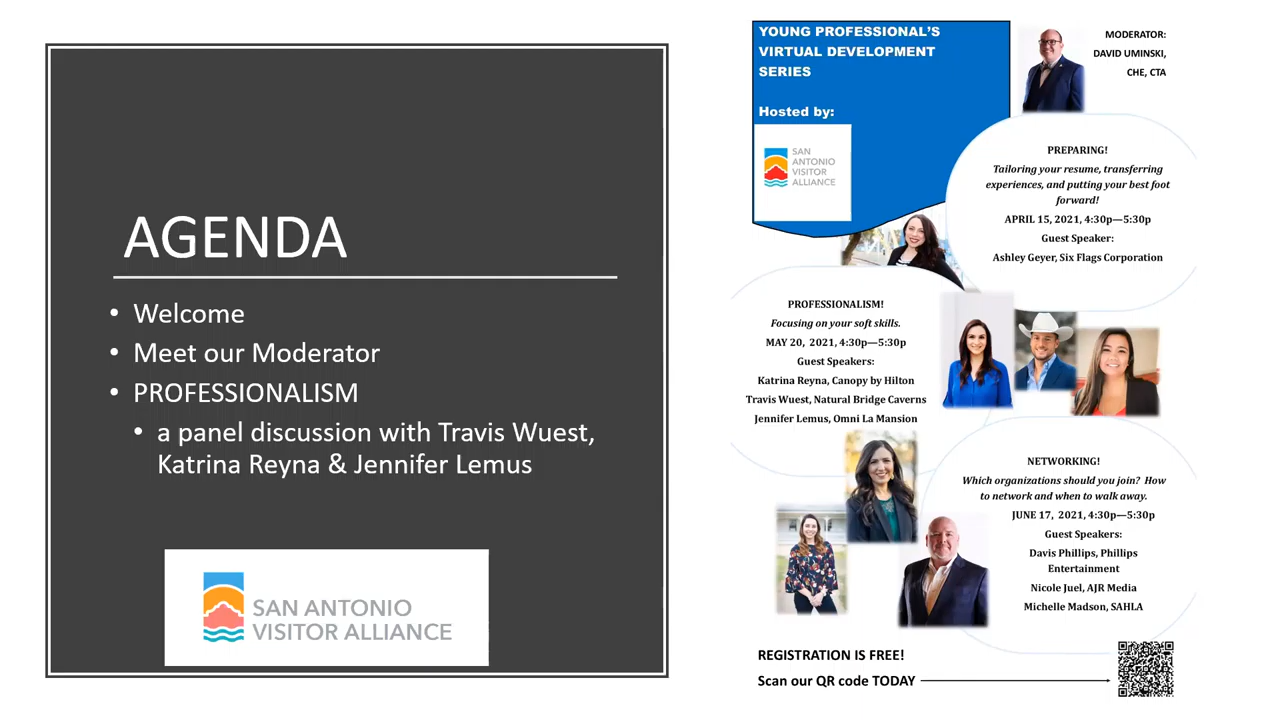 AGENDA
• Welcome
• Meet our Moderator
• PROFESSIONALISM
• a panel discussion with Travis Wuest,
Katrina Reyna & Jennifer Lemus
SAN ANTONIO
VISITOR ALLIANCE
YOUNG PROFESSIONAL'S
VIRTUAL DEVELOPMENT
SERIES
Hosted by:
SAN
ANTONIO
VISITOR
ALLIANCE
MODERATOR:
DAVID UMINSKI,
CHE, CTA
PREPARING!
Tailoring your resume, transferring
experiences, and putting your best foot
forward!
APRIL 15, 2021, 4:30p—5:30p
Guest Speaker:
Ashley Geyer, Six Flags Corporation
PROFESSIONALISM!
Focusing on your soft skills.
MAY 20, 2021, 4:30p—5:30p
Guest Speakers:
Katrina Reyna, Canopy by Hilton
Travis Wuest, Natural Bridge Caverns
Jennifer Lemus, Omni La Mansion
NETWORKING!
Which organizations should you join? How
to network and when to walk away.
JUNE 17, 2021, 4:30p—5:30p
Guest Speakers:
Davis Phillips, Phillips
Entertainment
Nicole Juel, AJR Media
Michelle Madson, SAHLA
REGISTRATION IS FREE!
Scan our QR code TODAY